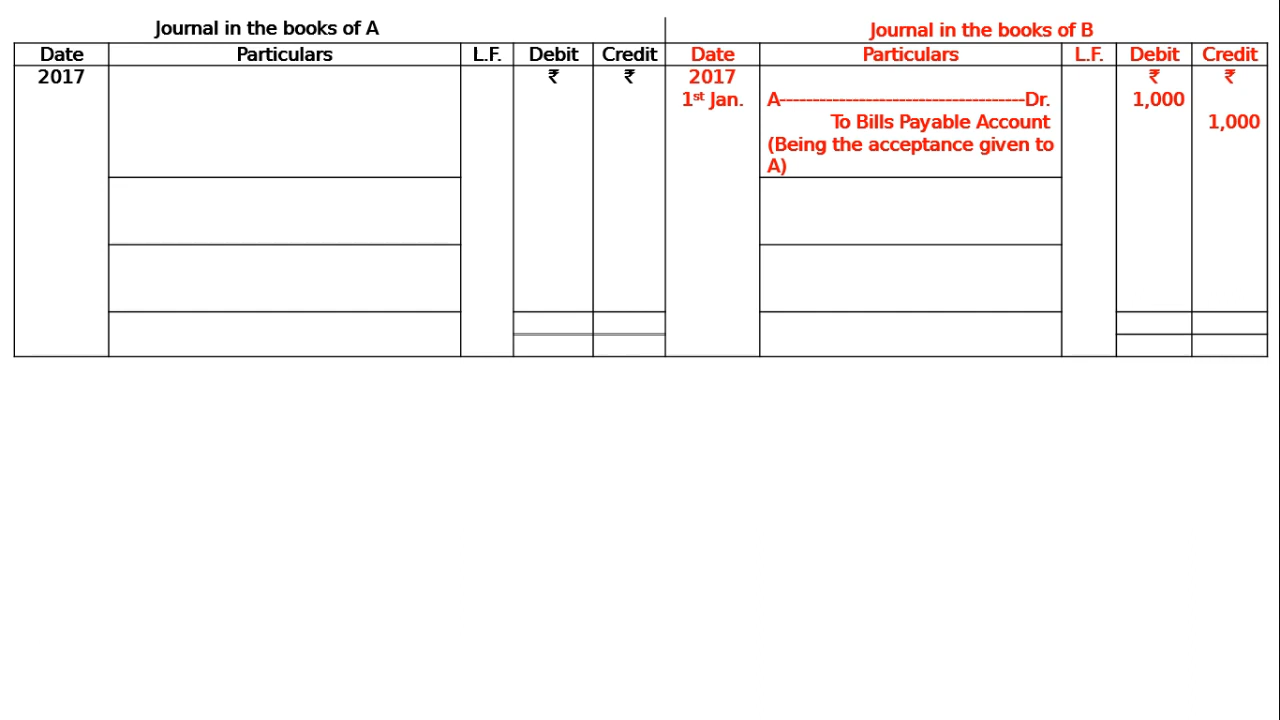 Journal in the books of A
Date Particulars L.F. Debit Credit
2017 ₹ ₹
Journal in the books of B
Date Particulars L.F. Debit Credit
2017 ₹ ₹
1st Jan. A-------------------------------------Dr. 1,000
To Bills Payable Account 1,000
(Being the acceptance given to
A)